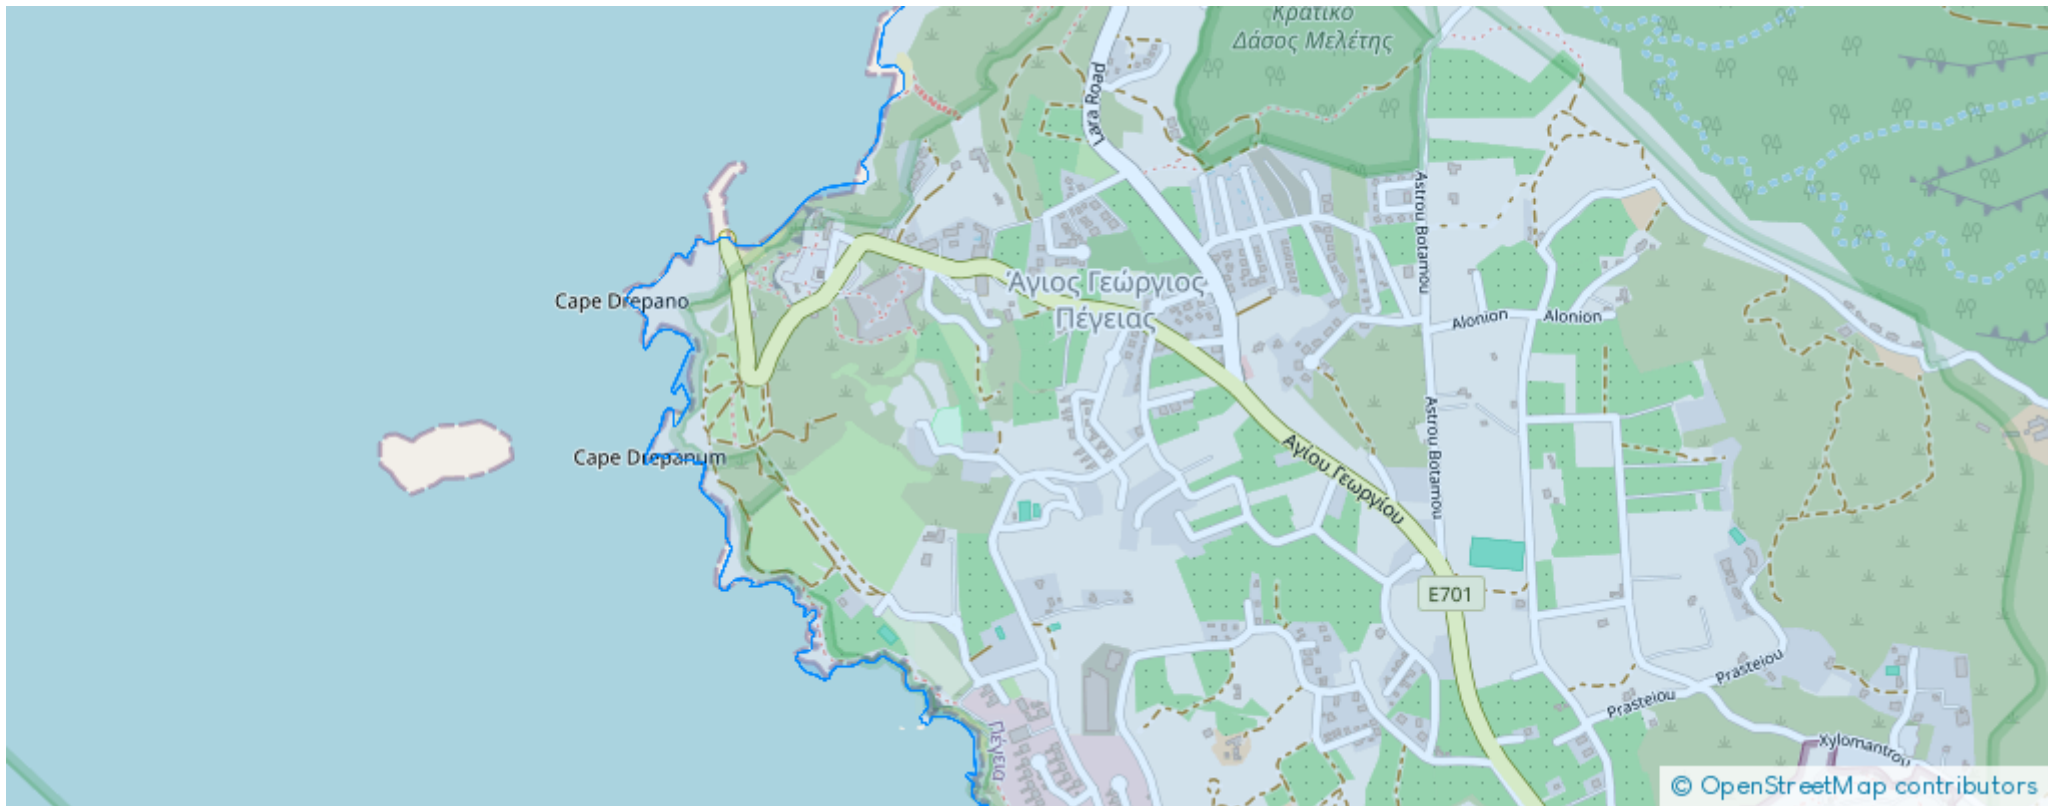 Κρατικό
Δάσος Μελέτης
Lara Road
Astrou Botamou
Cape Drepano
Άγιος Γεώργιος
Πέγειας
Alonion
Alonion
Astrou Botamou
Cape Drepanum
Αγίου Γεωργίου
E701
Prasteiou
Prasteiou
Πέγεια
Xylomantrou
© OpenStreetMap contributors